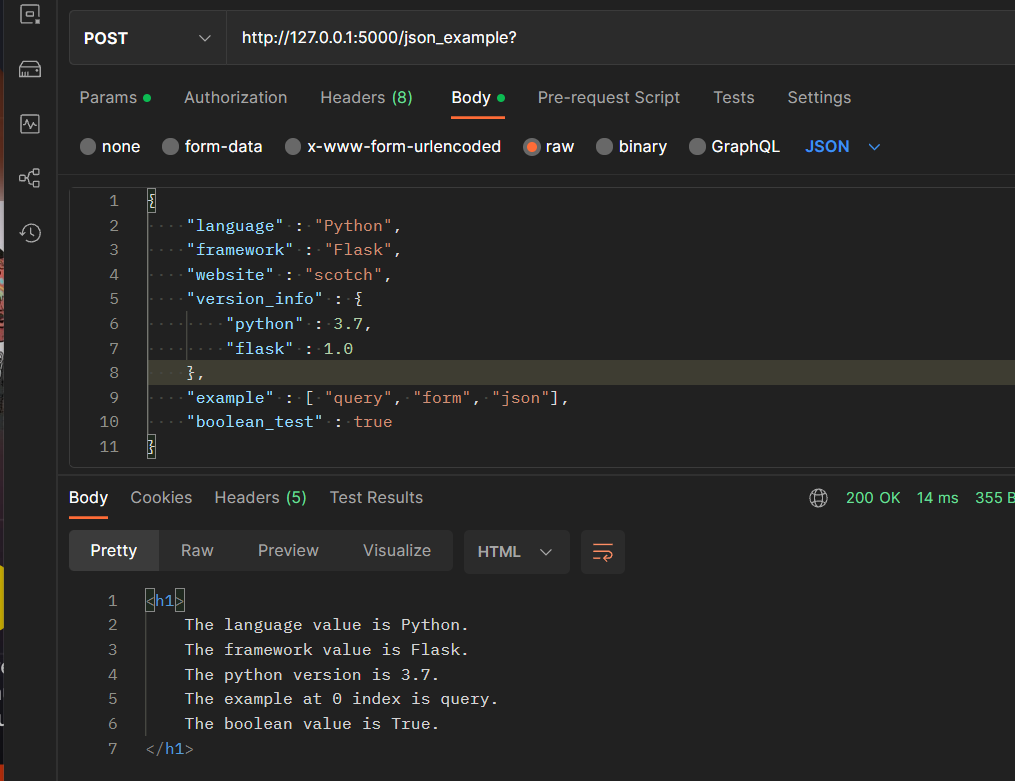 POST http://127.0.0.1:5000/json_example?
Params Authorization Headers (8) Body Pre-request Script Tests Settings
none form-data x-www-form-urlencoded raw binary GraphQL JSON
1 {
2 "language" : "Python",
3 "framework" : "Flask",
4 "website" : "scotch",
5 "version_info" : {
6 "python" : 3.7,
7 "flask" : 1.0
8 },
9 "example" : [ "query", "form", "json"],
10 "boolean_test" : true
11 }
Body Cookies Headers (5) Test Results 200 OK 14 ms 355 B
Pretty Raw Preview Visualize HTML
1 <h1>
2 The language value is Python.
3 The framework value is Flask.
4 The python version is 3.7.
5 The example at 0 index is query.
6 The boolean value is True.
7 </h1>